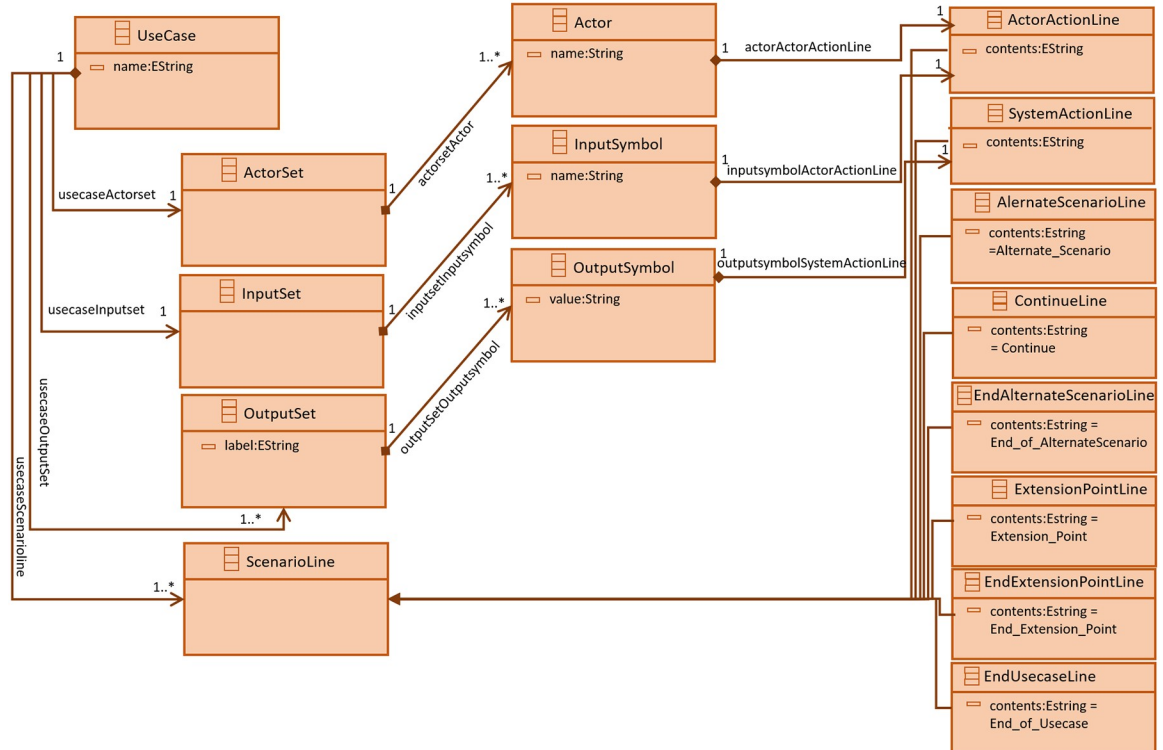 UseCase
name:EString
1
usecaseActorset
1
usecaseInputset
1
usecaseOutputSet
1..*
usecaseScenarioline
1..*
ActorSet
1
actorsetActor
1..*
InputSet
1
inputsetInputsymbol
1..*
OutputSet
label:EString
1
outputSetOutputsymbol
1..*
ScenarioLine
Actor
name:String
1
actorActorActionLine
1
InputSymbol
name:String
1
inputsymbolActorActionLine
1
OutputSymbol
value:String
1
outputsymbolSystemActionLine
1
ActorActionLine
contents:EString
SystemActionLine
contents:EString
AlernateScenarioLine
contents:Estring
=Alternate_Scenario
ContinueLine
contents:Estring
= Continue
EndAlternateScenarioLine
contents:Estring =
End_of_AlternateScenario
ExtensionPointLine
contents:Estring =
Extension_Point
EndExtensionPointLine
contents:Estring =
End_Extension_Point
EndUsecaseLine
contents:Estring =
End_of_Usecase